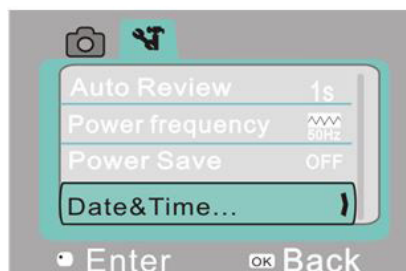 Auto Review 1s
Power frequency 50Hz
Power Save OFF
Date&Time...
Enter OK Back